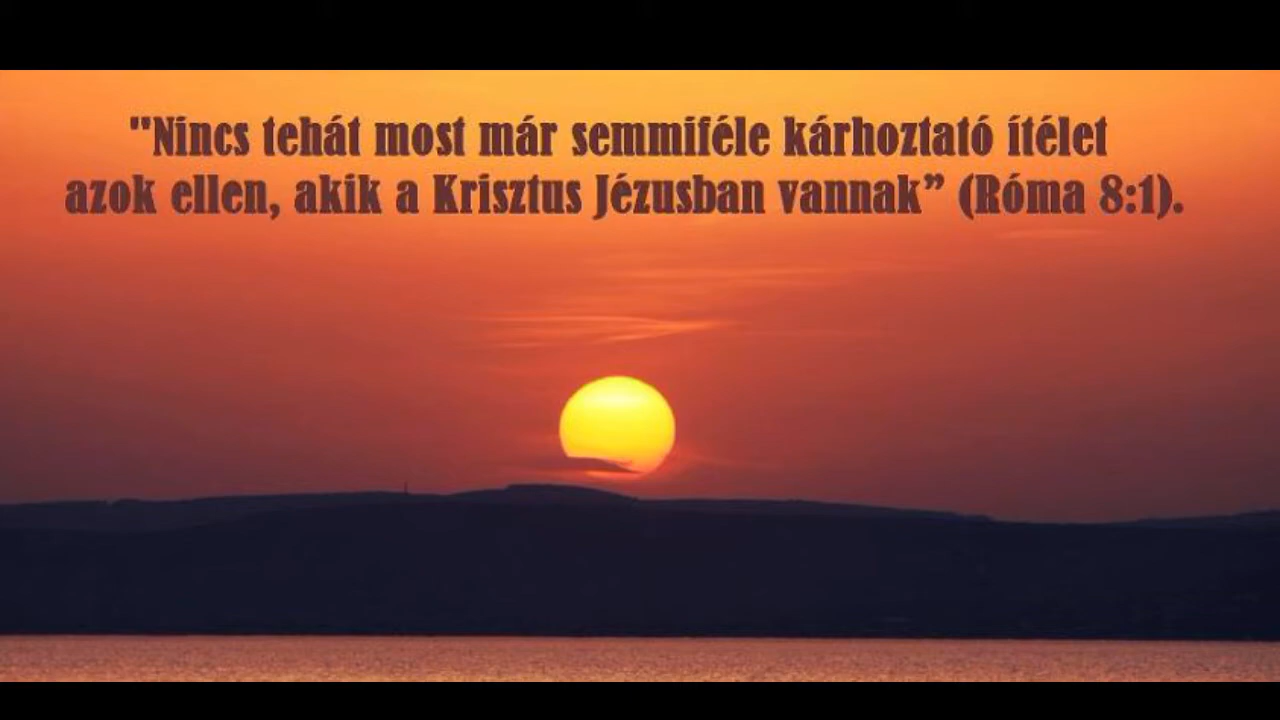 "Nincs tehát most már semmiféle kárhoztató ítélet
azok ellen, akik a Krisztus Jézusban vannak” (Róma 8:1).